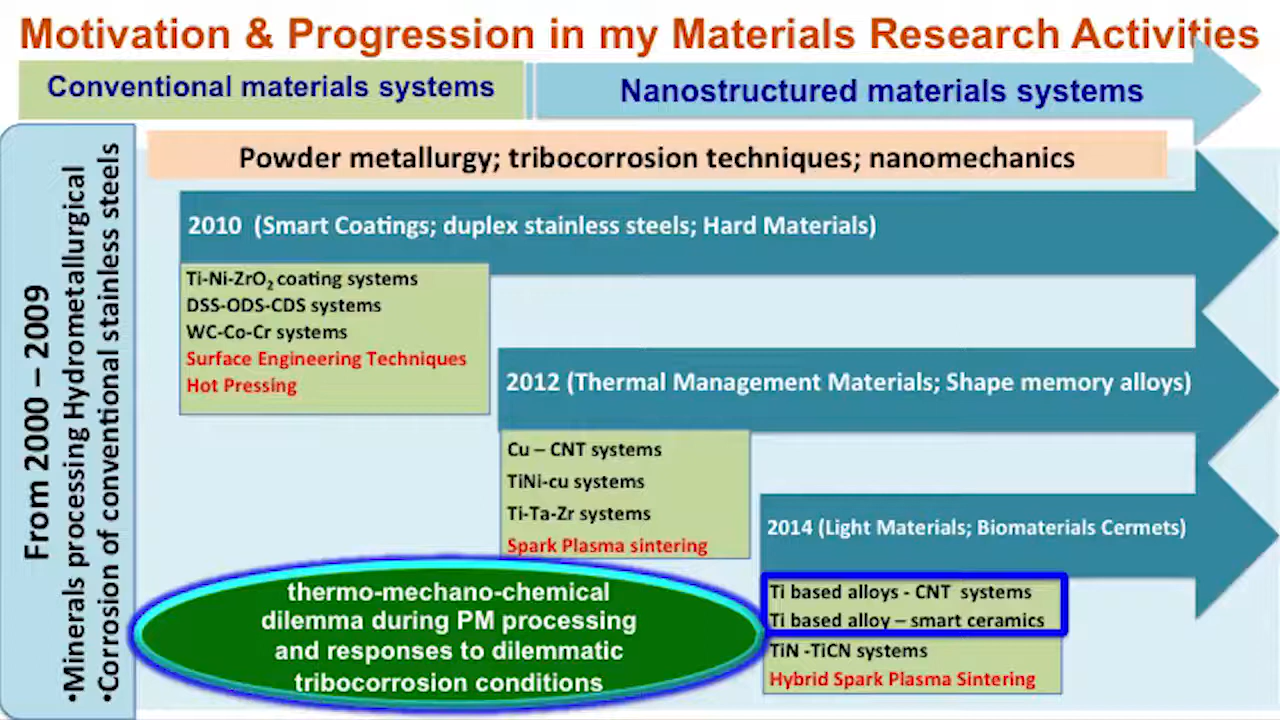 Motivation & Progression in my Materials Research Activities
Conventional materials systems
Nanostructured materials systems
From 2000 – 2009
•Minerals processing Hydrometallurgical
•Corrosion of conventional stainless steels
Powder metallurgy; tribocorrosion techniques; nanomechanics
2010 (Smart Coatings; duplex stainless steels; Hard Materials)
Ti-Ni-ZrO₂ coating systems
DSS-ODS-CDS systems
WC-Co-Cr systems
Surface Engineering Techniques
Hot Pressing
2012 (Thermal Management Materials; Shape memory alloys)
Cu – CNT systems
TiNi-cu systems
Ti-Ta-Zr systems
Spark Plasma sintering
2014 (Light Materials; Biomaterials Cermets)
Ti based alloys - CNT systems
Ti based alloy – smart ceramics
TiN -TiCN systems
Hybrid Spark Plasma Sintering
thermo-mechano-chemical
dilemma during PM processing
and responses to dilemmatic
tribocorrosion conditions